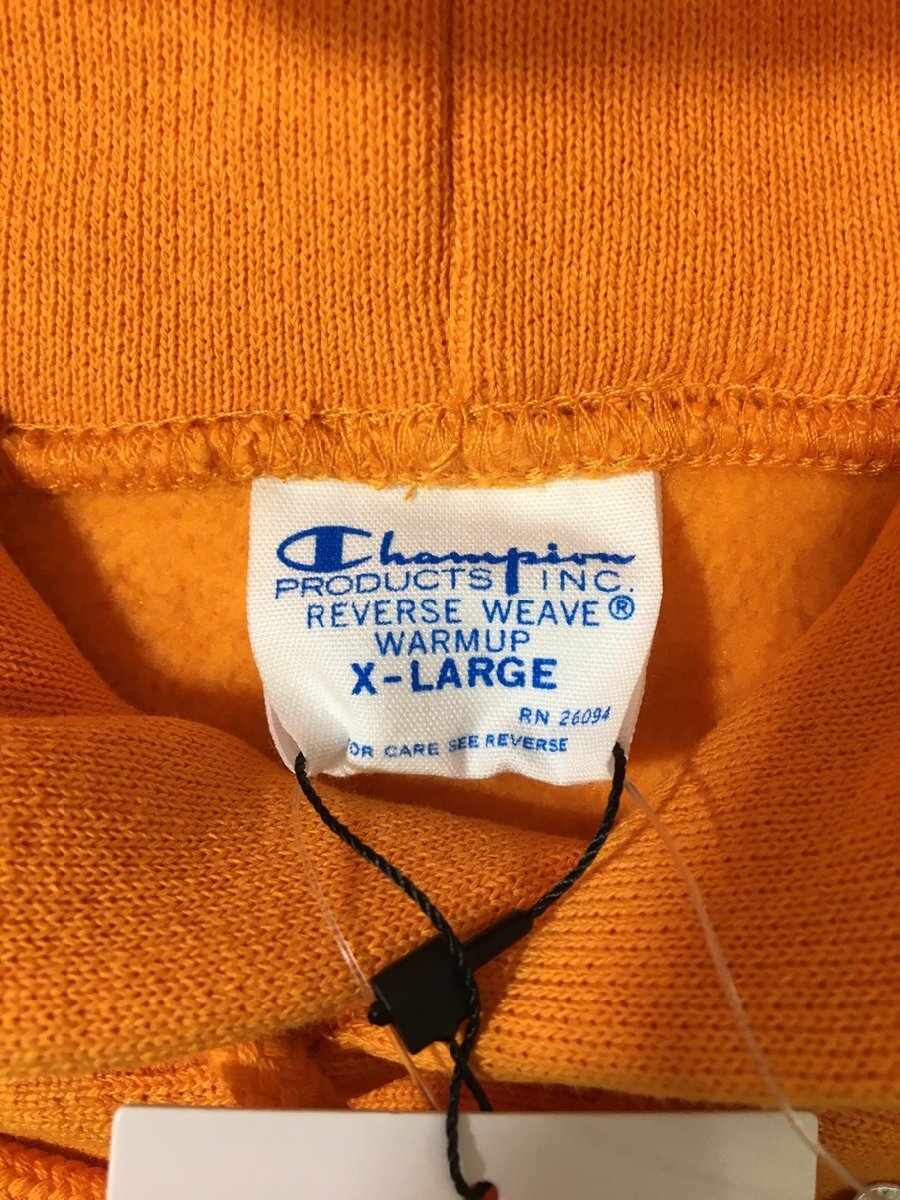 Champion
PRODUCTS INC.
REVERSE WEAVE®
WARMUP
X-LARGE
RN 26094
OR CARE SEE REVERSE